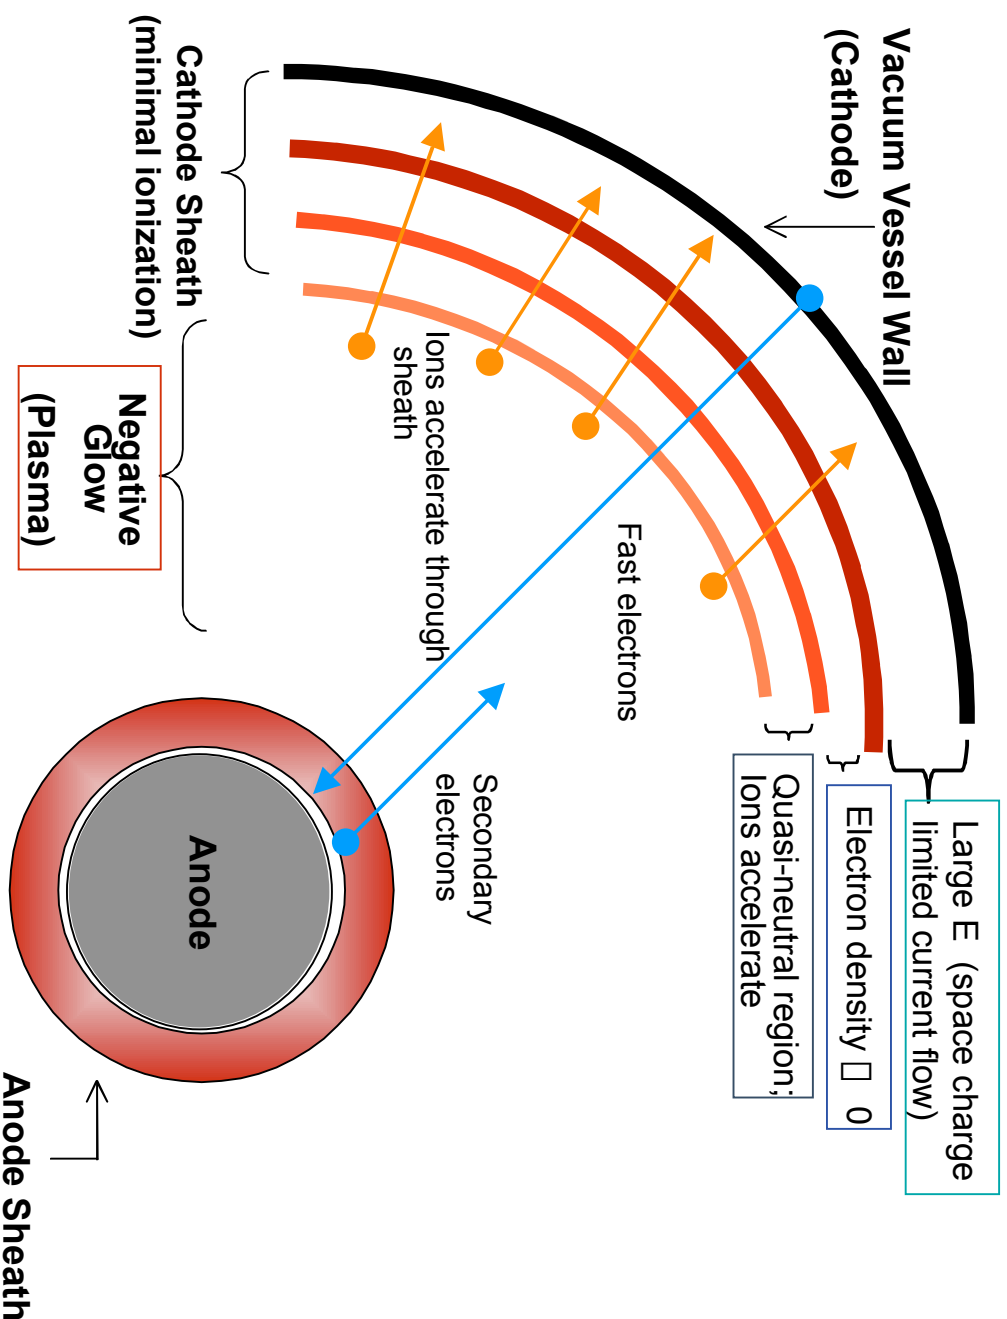 Vacuum Vessel Wall
(Cathode)
Cathode Sheath
(minimal ionization)
Negative
Glow
(Plasma)
Ions accelerate through
sheath
Fast electrons
Secondary
electrons
Large E (space charge
limited current flow)
Electron density □ 0
Quasi-neutral region;
Ions accelerate
Anode
Anode Sheath